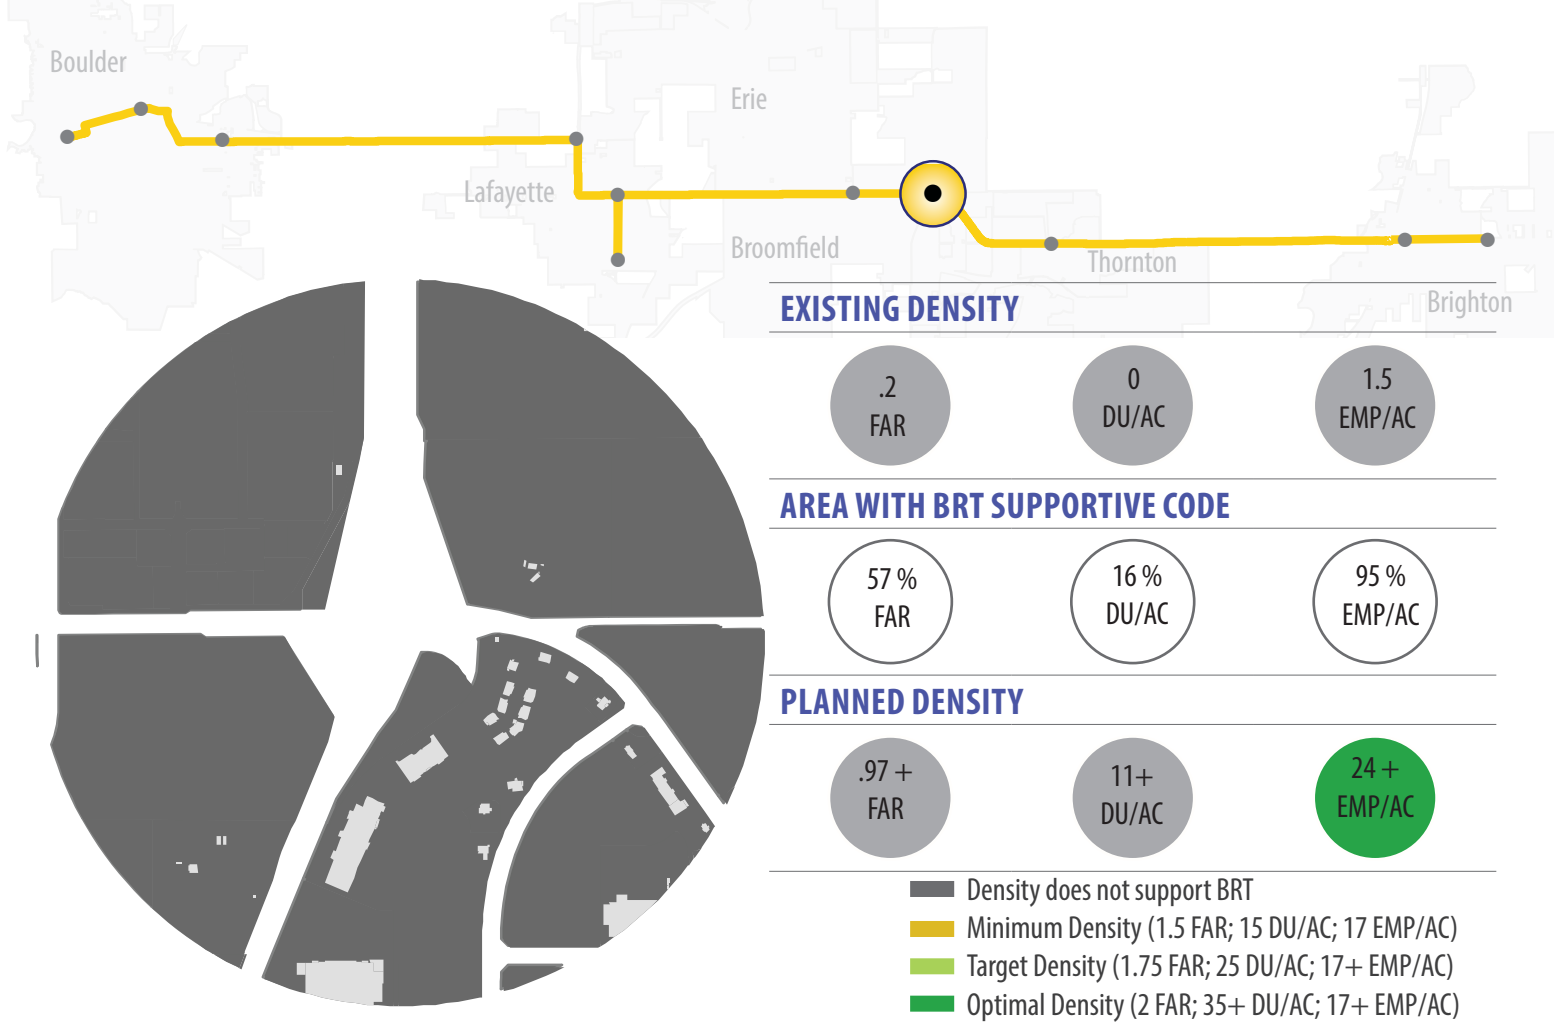 Boulder
Erie
Lafayette
Broomfield
Thornton
Brighton
EXISTING DENSITY
.2
FAR
0
DU/AC
1.5
EMP/AC
AREA WITH BRT SUPPORTIVE CODE
57 %
FAR
16 %
DU/AC
95 %
EMP/AC
PLANNED DENSITY
.97 +
FAR
11+
DU/AC
24 +
EMP/AC
Density does not support BRT
Minimum Density (1.5 FAR; 15 DU/AC; 17 EMP/AC)
Target Density (1.75 FAR; 25 DU/AC; 17+ EMP/AC)
Optimal Density (2 FAR; 35+ DU/AC; 17+ EMP/AC)